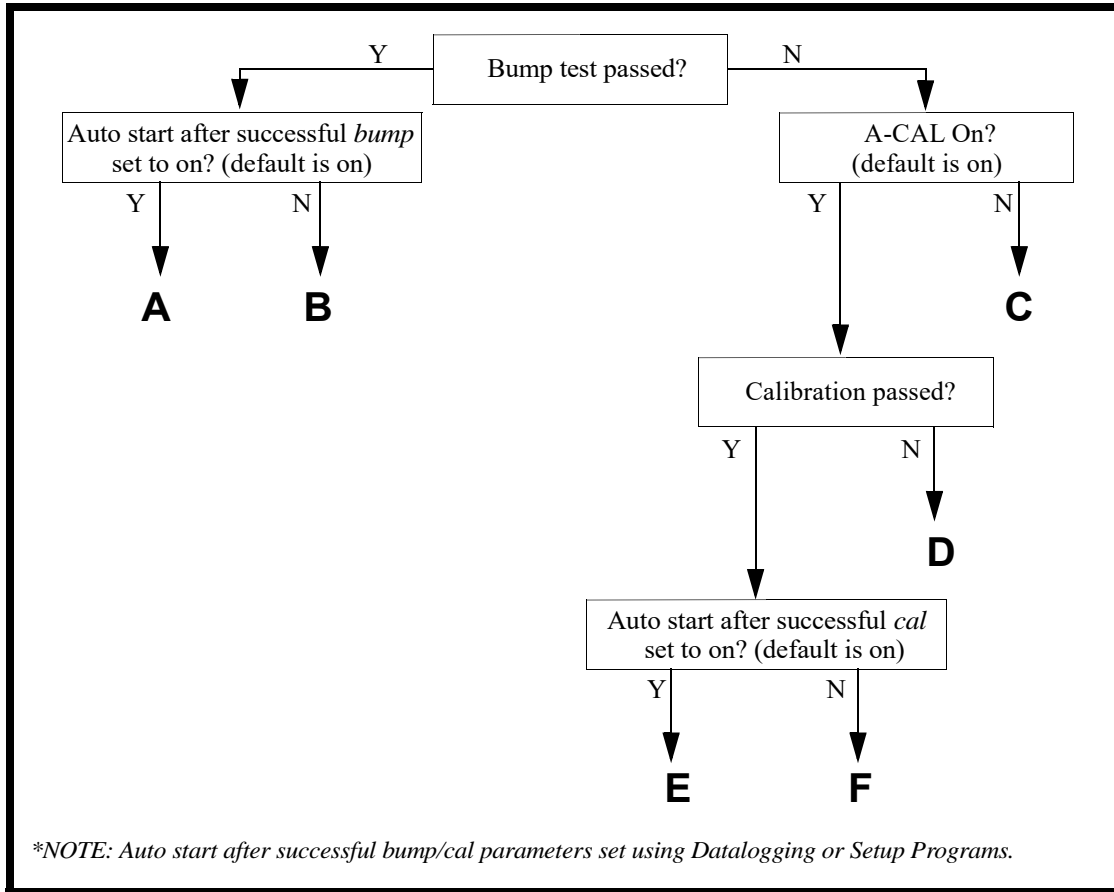 Y
Bump test passed?
N
Auto start after successful bump
set to on? (default is on)
A-CAL On?
(default is on)
Y
N
Y
N
A
B
C
Calibration passed?
Y
N
D
Auto start after successful cal
set to on? (default is on)
Y
N
E
F
*NOTE: Auto start after successful bump/cal parameters set using Datalogging or Setup Programs.